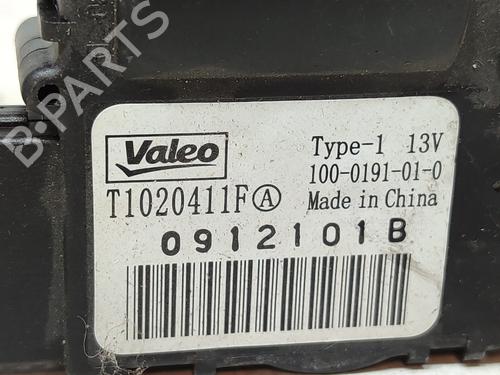 B-PARTS
Valeo
Type-1 13V
100-0191-01-0
T1020411FⒶ Made in China
0912101B